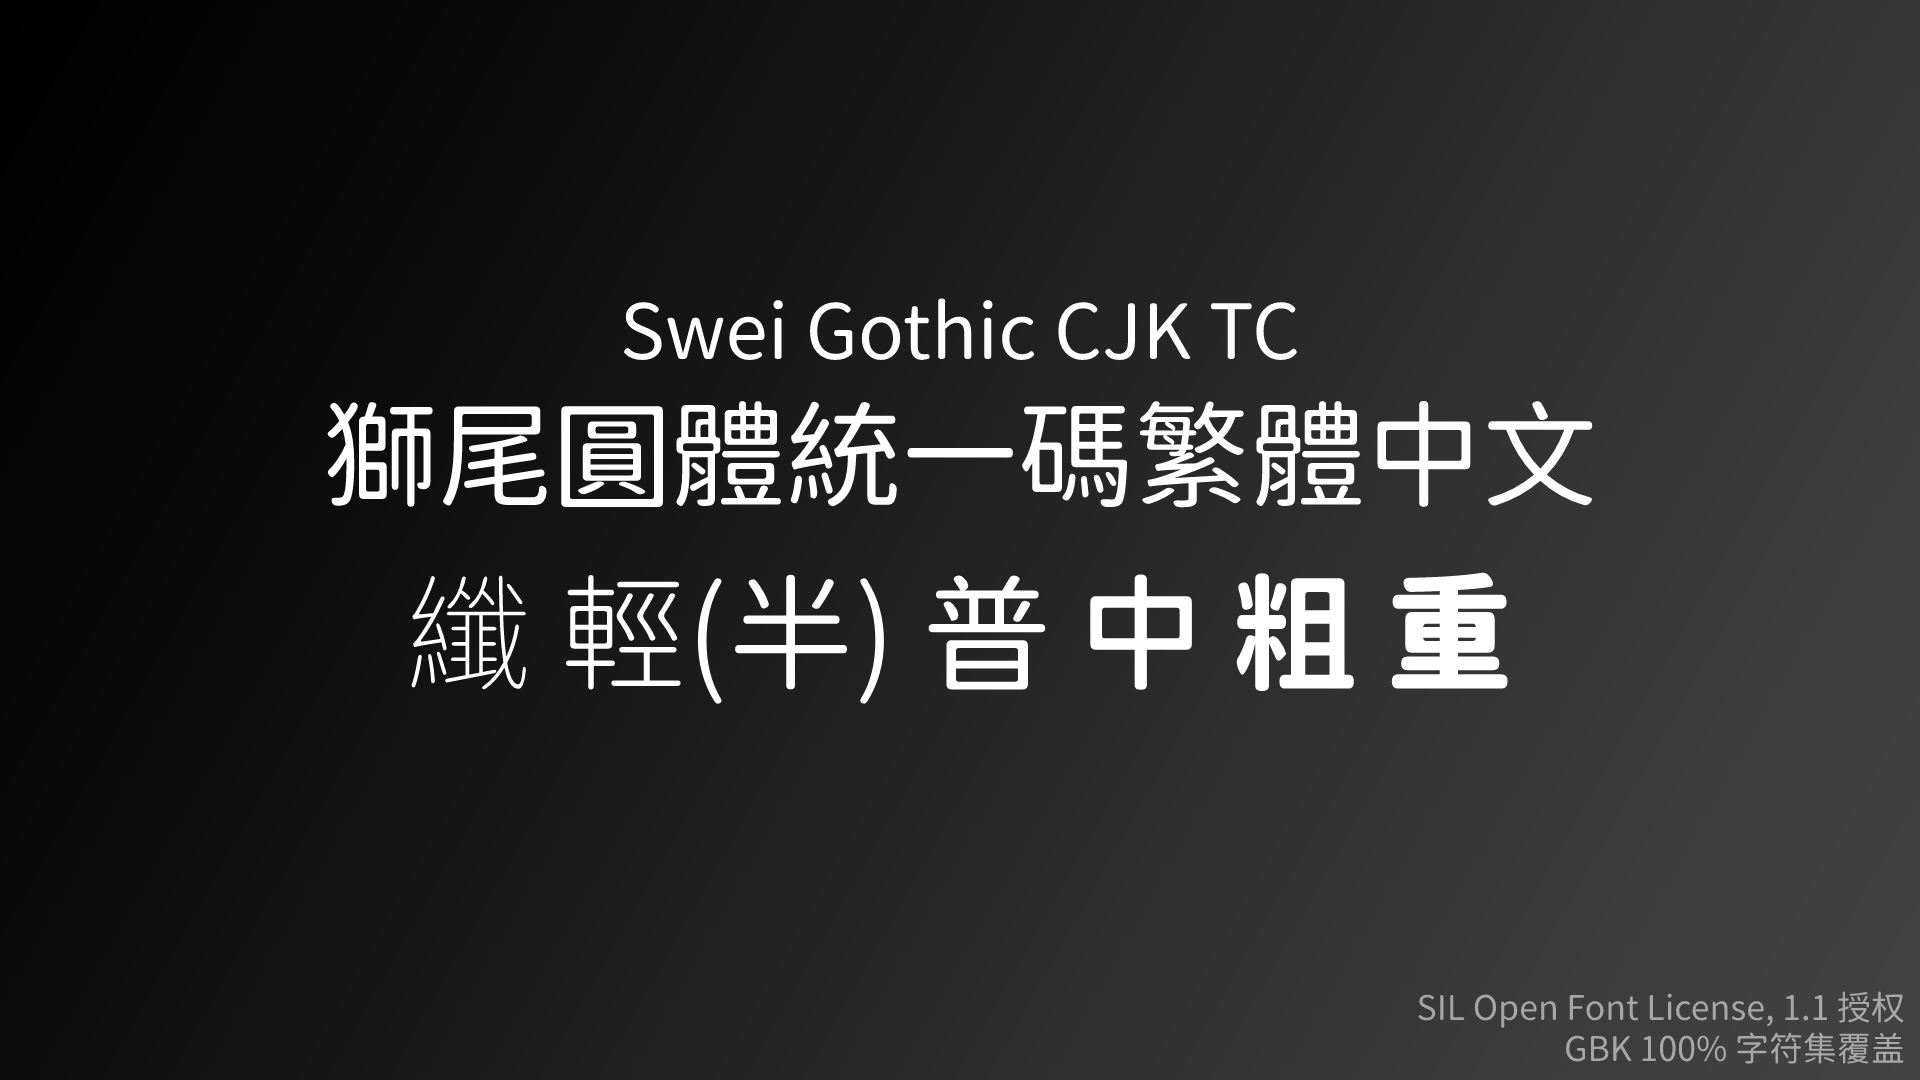 Swei Gothic CJK TC
獅尾圓體統一碼繁體中文
纖 輕(半) 普 中 粗 重
SIL Open Font License, 1.1 授权
GBK 100% 字符集覆盖